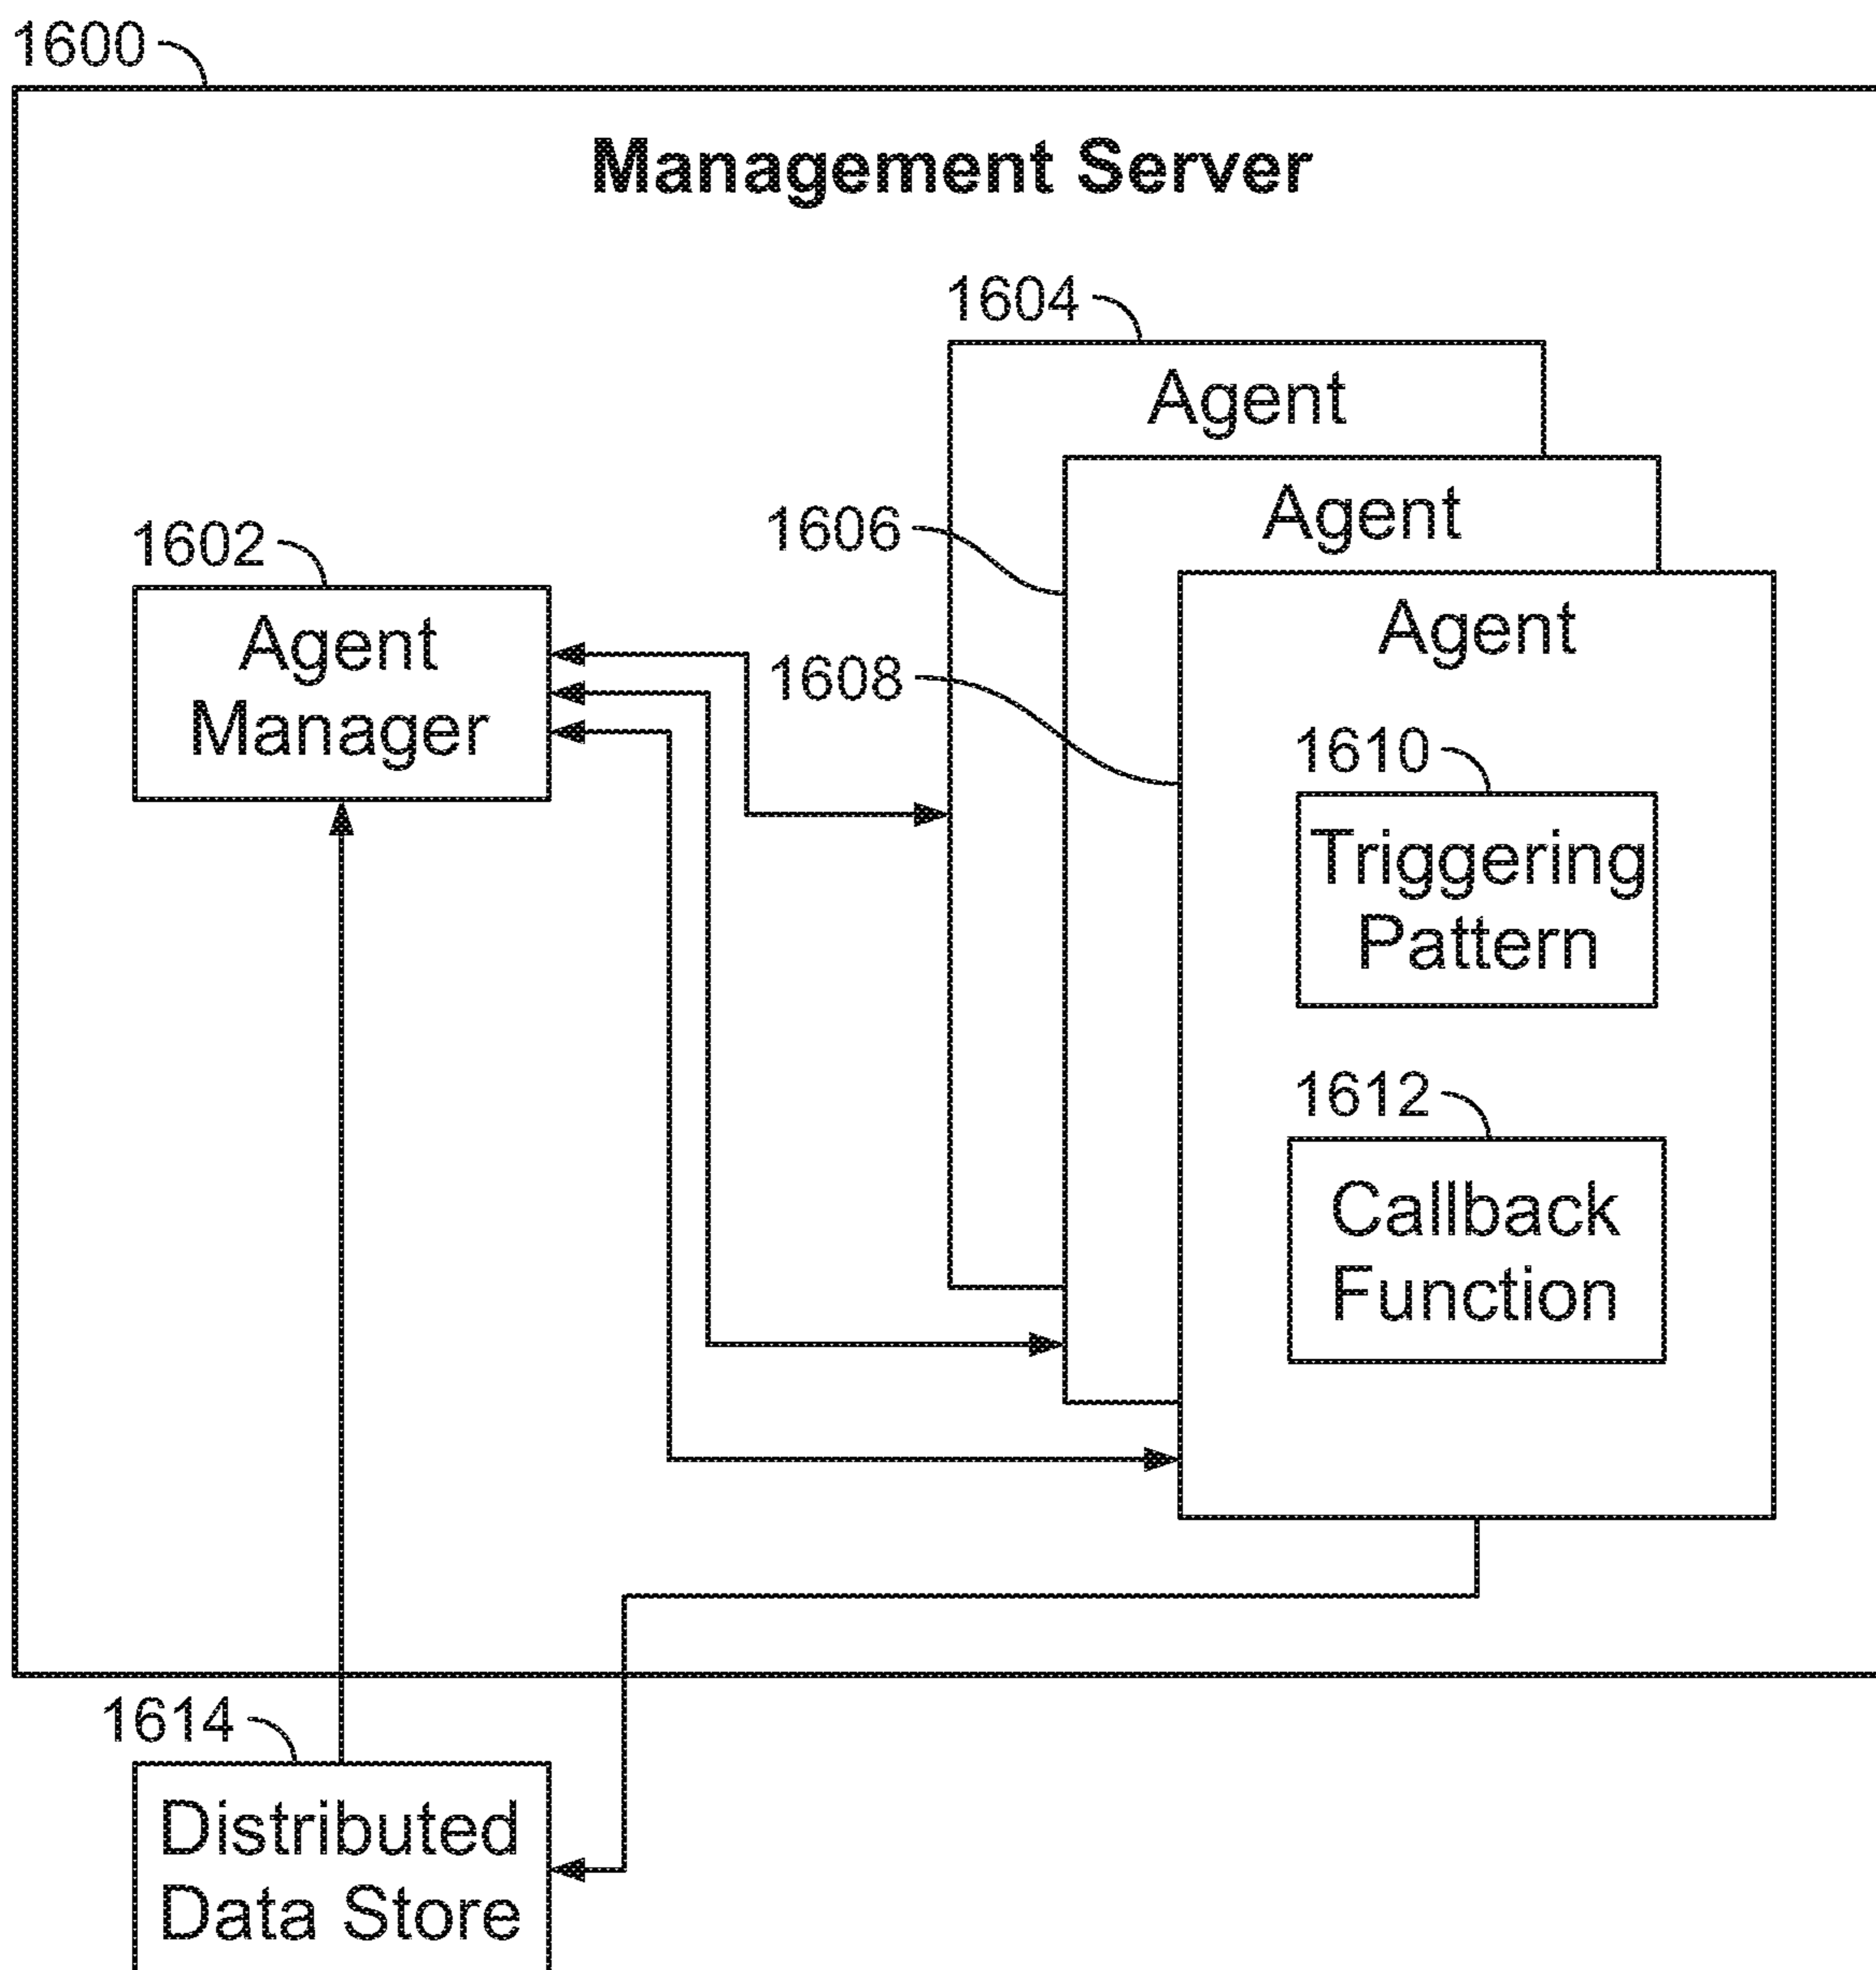 1600
Management Server
1604
Agent
1606
Agent
1602
Agent
Manager
1608
Agent
1610
Triggering
Pattern
1612
Callback
Function
1614
Distributed
Data Store